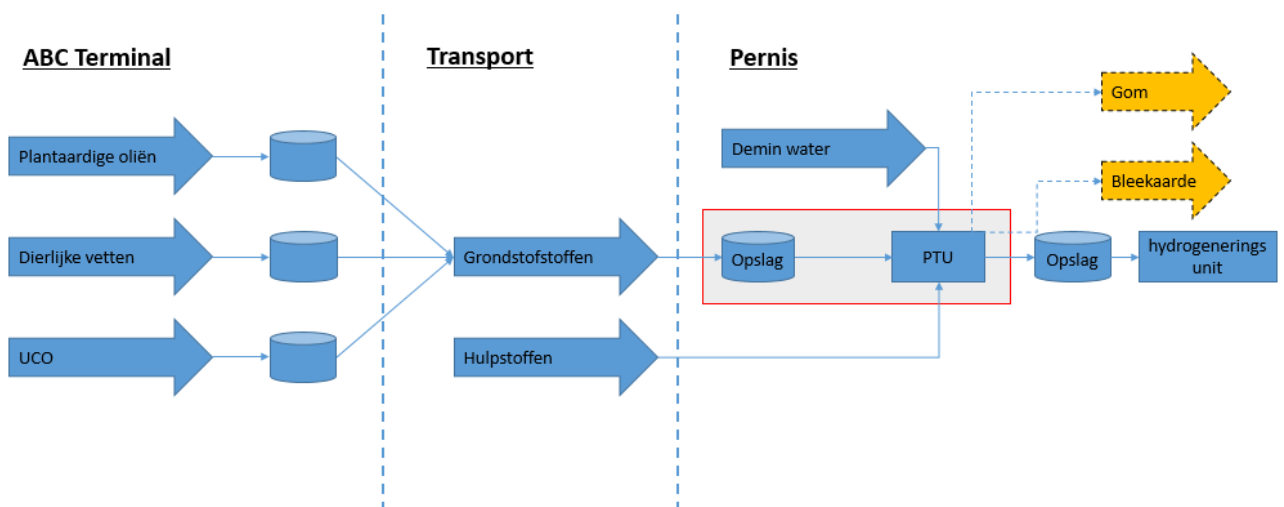 ABC Terminal
Transport
Pernis
Gom
Plantaardige oliën
Demin water
Bleekaarde
Dierlijke vetten
Grondstofstoffen
Opslag
PTU
Opslag
hydrogenerings
unit
UCO
Hulpstoffen